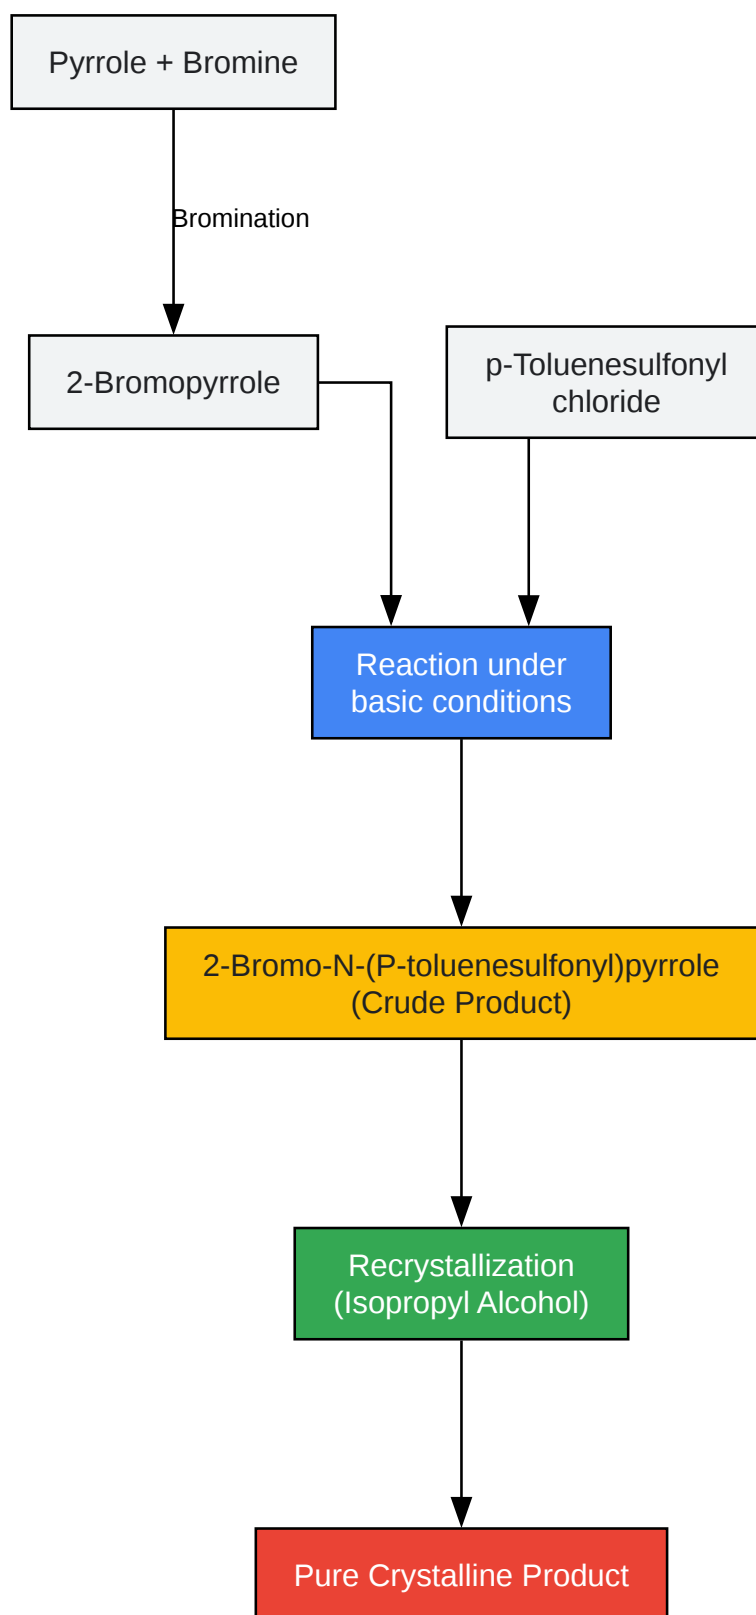 Pyrrole + Bromine
Bromination
2-Bromopyrrole
p-Toluenesulfonyl
chloride
Reaction under
basic conditions
2-Bromo-N-(P-toluenesulfonyl)pyrrole
(Crude Product)
Recrystallization
(Isopropyl Alcohol)
Pure Crystalline Product